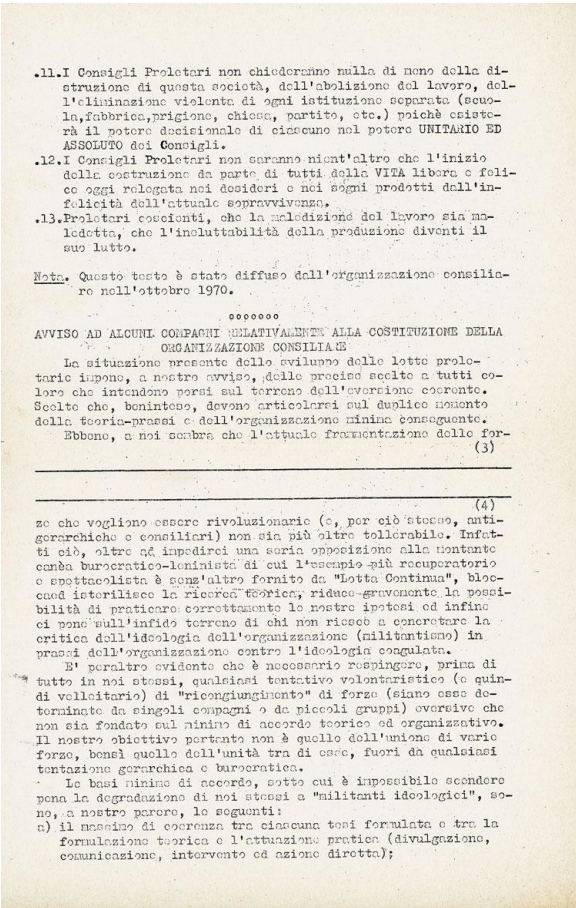 .11.I Consigli Proletari non chiederanno nulla di meno della di-
struzione di questa società, dell'abolizione del lavoro, del-
l'eliminazione violenta di ogni istituzione separata (scuo-
la,fabbrica,prigione, chiesa, partito, etc.) poichè esiste-
rà il potere decisionale di ciascuno nel potere UNITARIO ED
ASSOLUTO dei Consigli.
.12.I Consigli Proletari non saranno nient'altro che l'inizio
della costruzione da parte di tutti della VITA libera e feli-
ce oggi relegata nei desideri e nei sogni prodotti dall'in-
felicità dell'attuale sopravvivenza.
.13.Proletari coscienti, che la maledizione del lavoro sia ma-
ledetta, che l'ineluttabilità della produzione diventi il
suo lutto.
Nota. Questo testo è stato diffuso dall'organizzazione consilia-
re nell'ottobre 1970.
ooooooo
AVVISO AD ALCUNI COMPAGNI RELATIVAMENTE ALLA COSTITUZIONE DELLA
ORGANIZZAZIONE CONSILIARE
La situazione presente dello sviluppo delle lotte prole-
tarie impone, a nostro avviso, delle precise scelte a tutti co-
loro che intendono porsi sul terreno dell'eversione coerente.
Scelte che, beninteso, devono articolarsi sul duplice momento
della teoria-prassi e dell'organizzazione minima conseguente.
Ebbene, a noi sembra che l'attuale frammentazione delle for-
(3)
(4)
ze che vogliono essere rivoluzionarie (e, per ciò stesso, anti-
gerarchiche e consiliari) non sia più oltre tollerabile. Infat-
ti ciò, oltre ad impedirci una seria opposizione alla montante
canèa burocratico-leninista di cui l'esempio più recuperatorio
e spettacolista è senz'altro fornito da "Lotta Continua", bloc-
caed isterilisce la ricerca teorica, riduce gravemente la possi-
bilità di praticare correttamente le nostre ipotesi ed infine
ci pone sull'infido terreno di chi non riesce a concretare la
critica dell'ideologia dell'organizzazione (militantismo) in
prassi dell'organizzazione contro l'ideologia coagulata.
E' peraltro evidente che è necessario respingere, prima di
tutto in noi stessi, qualsiasi tentativo volontaristico (e quin-
di velleitario) di "ricongiungimento" di forze (siano esse de-
terminate da singoli compagni o da piccoli gruppi) eversive che
non sia fondato sul minimo di accordo teorico ed organizzativo.
Il nostro obiettivo pertanto non è quello dell'unione di varie
forze, bensì quello dell'unità tra di esse, fuori da qualsiasi
tentazione gerarchica e burocratica.
Le basi minime di accordo, sotto cui è impossibile scendere
pena la degradazione di noi stessi a "militanti ideologici", so-
no, a nostro parere, le seguenti:
a) il massimo di coerenza tra ciascuna tesi formulata e tra la
formulazione teorica e l'attuazione pratica (divulgazione,
comunicazione, intervento ed azione diretta);